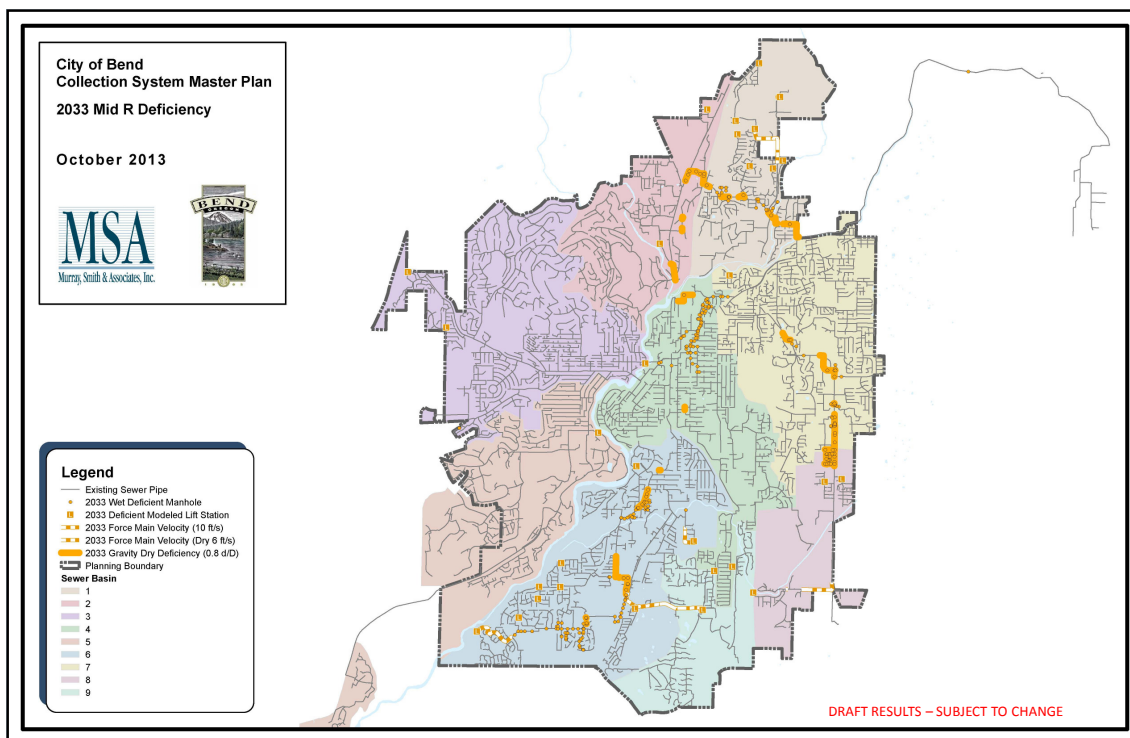 City of Bend
Collection System Master Plan
2033 Mid R Deficiency
October 2013
MSA
Murray, Smith & Associates, Inc.
BEND
OREGON
Legend
Existing Sewer Pipe
2033 Wet Deficient Manhole
L 2033 Deficient Modeled Lift Station
2033 Force Main Velocity (10 ft/s)
2033 Force Main Velocity (Dry 6 ft/s)
2033 Gravity Dry Deficiency (0.8 d/D)
Planning Boundary
Sewer Basin
1
2
3
4
5
6
7
8
9
DRAFT RESULTS – SUBJECT TO CHANGE